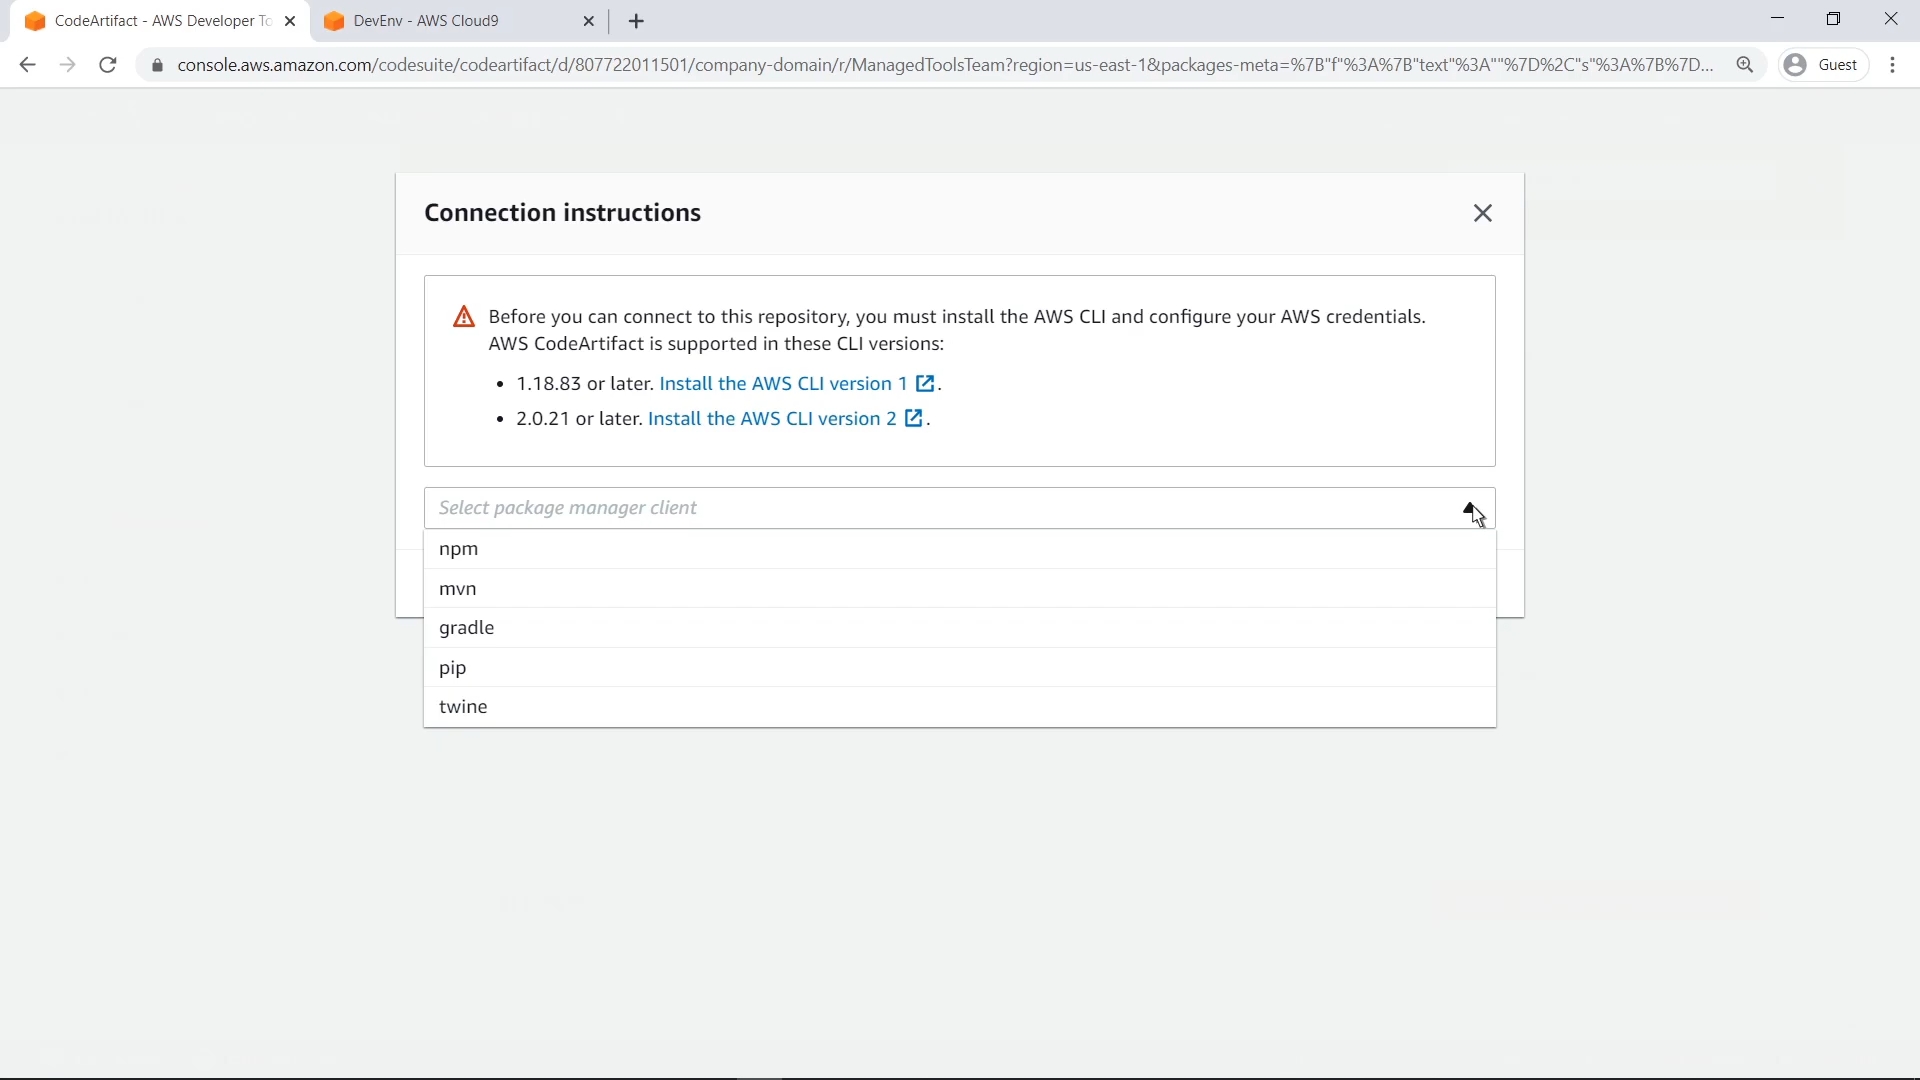 CodeArtifact - AWS Developer To
DevEnv - AWS Cloud9
console.aws.amazon.com/codesuite/codeartifact/d/807722011501/company-domain/r/ManagedToolsTeam?region=us-east-1&packages-meta=%7B"f"%3A%7B"text"%3A""%7D%2C"s"%3A%7B%7D...
Guest
Connection instructions
Before you can connect to this repository, you must install the AWS CLI and configure your AWS credentials.
AWS CodeArtifact is supported in these CLI versions:
• 1.18.83 or later. Install the AWS CLI version 1 .
• 2.0.21 or later. Install the AWS CLI version 2 .
Select package manager client
npm
mvn
gradle
pip
twine